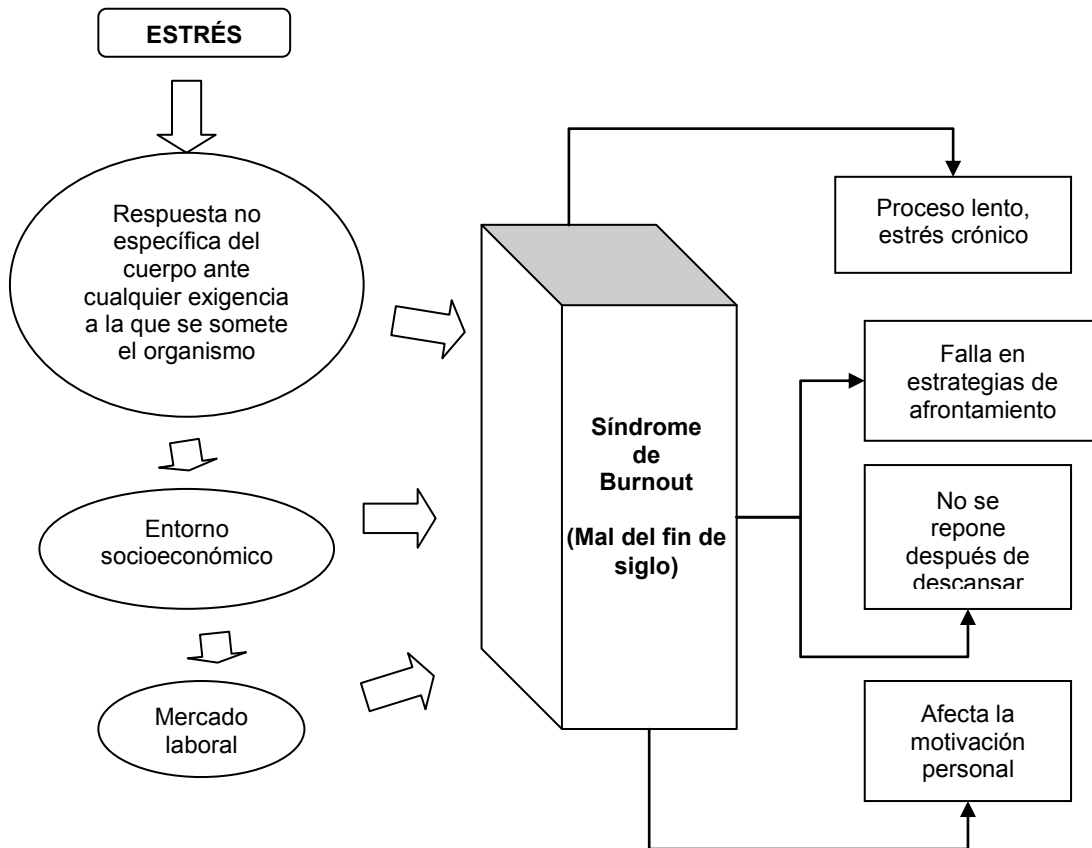 ESTRÉS
Respuesta no
específica del
cuerpo ante
cualquier exigencia
a la que se somete
el organismo
Entorno
socioeconómico
Mercado
laboral
Síndrome
de
Burnout
(Mal del fin de
siglo)
Proceso lento,
estrés crónico
Falla en
estrategias de
afrontamiento
No se
repone
después de
descansar
Afecta la
motivación
personal